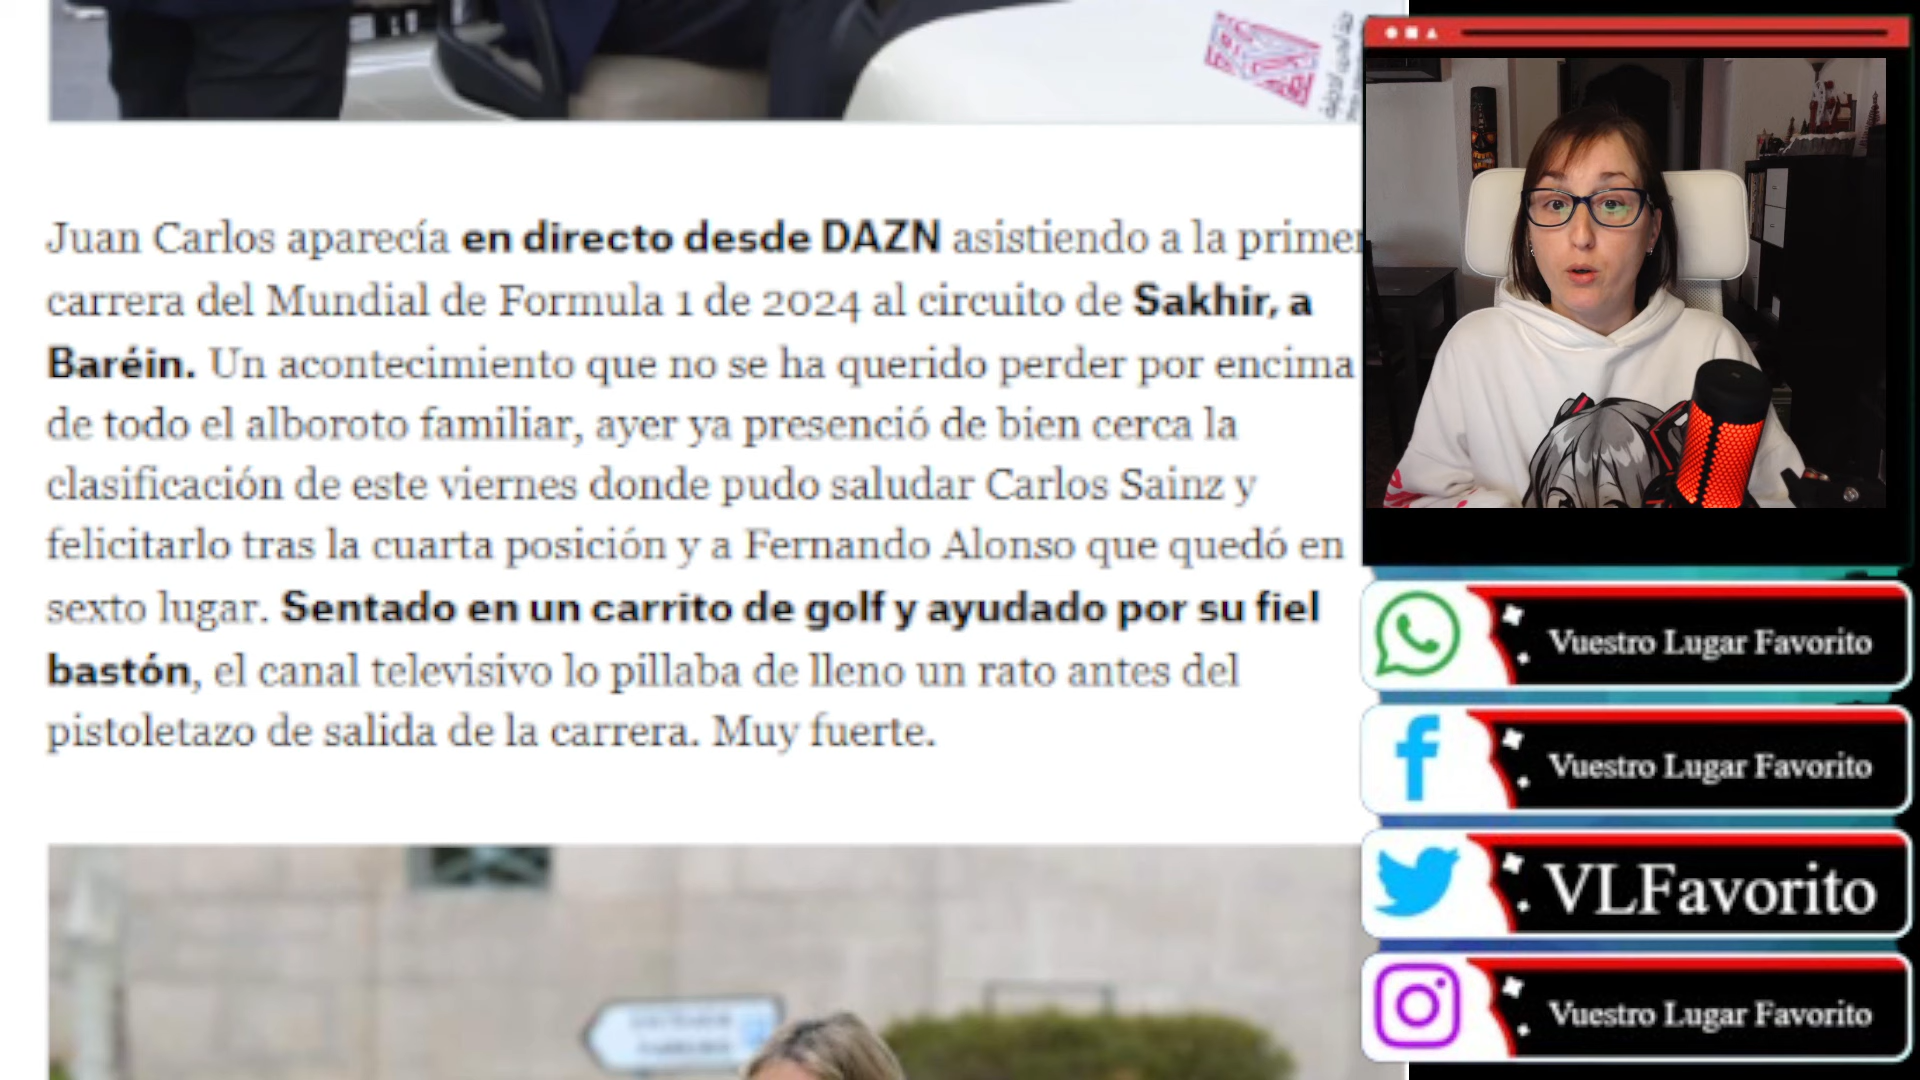 Juan Carlos aparecía en directo desde DAZN asistiendo a la primer
carrera del Mundial de Formula 1 de 2024 al circuito de Sakhir, a
Baréin. Un acontecimiento que no se ha querido perder por encima
de todo el alboroto familiar, ayer ya presenció de bien cerca la
clasificación de este viernes donde pudo saludar Carlos Sainz y
felicitarlo tras la cuarta posición y a Fernando Alonso que quedó en
sexto lugar. Sentado en un carrito de golf y ayudado por su fiel
bastón, el canal televisivo lo pillaba de lleno un rato antes del
pistoletazo de salida de la carrera. Muy fuerte.
Vuestro Lugar Favorito
Vuestro Lugar Favorito
VLFavorito
Vuestro Lugar Favorito